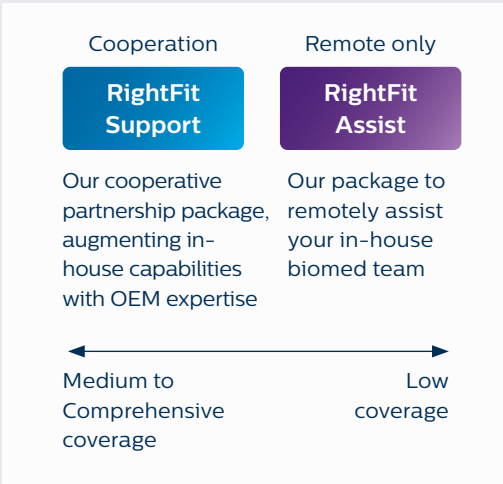 Cooperation
RightFit
Support
Our cooperative
partnership package,
augmenting in-
house capabilities
with OEM expertise
Remote only
RightFit
Assist
Our package to
remotely assist
your in-house
biomed team
Medium to
Comprehensive
coverage
Low
coverage